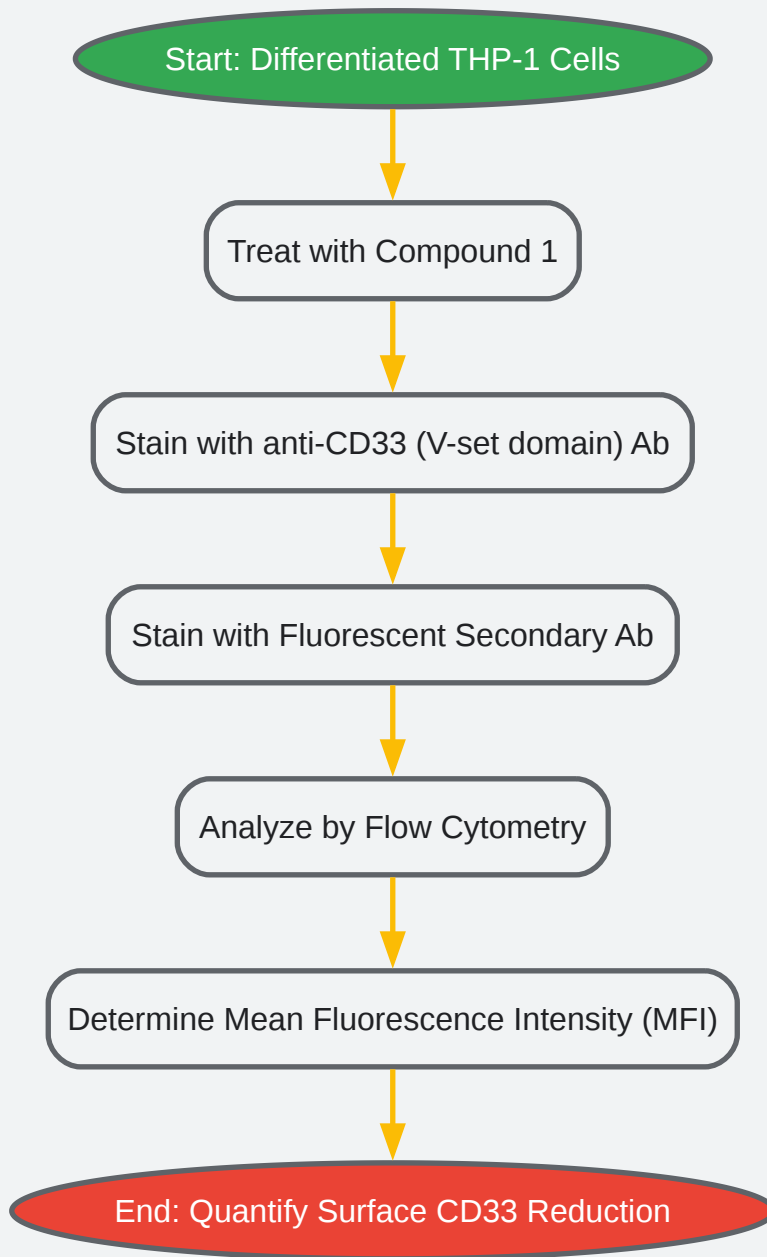 Start: Differentiated THP-1 Cells
Treat with Compound 1
Stain with anti-CD33 (V-set domain) Ab
Stain with Fluorescent Secondary Ab
Analyze by Flow Cytometry
Determine Mean Fluorescence Intensity (MFI)
End: Quantify Surface CD33 Reduction